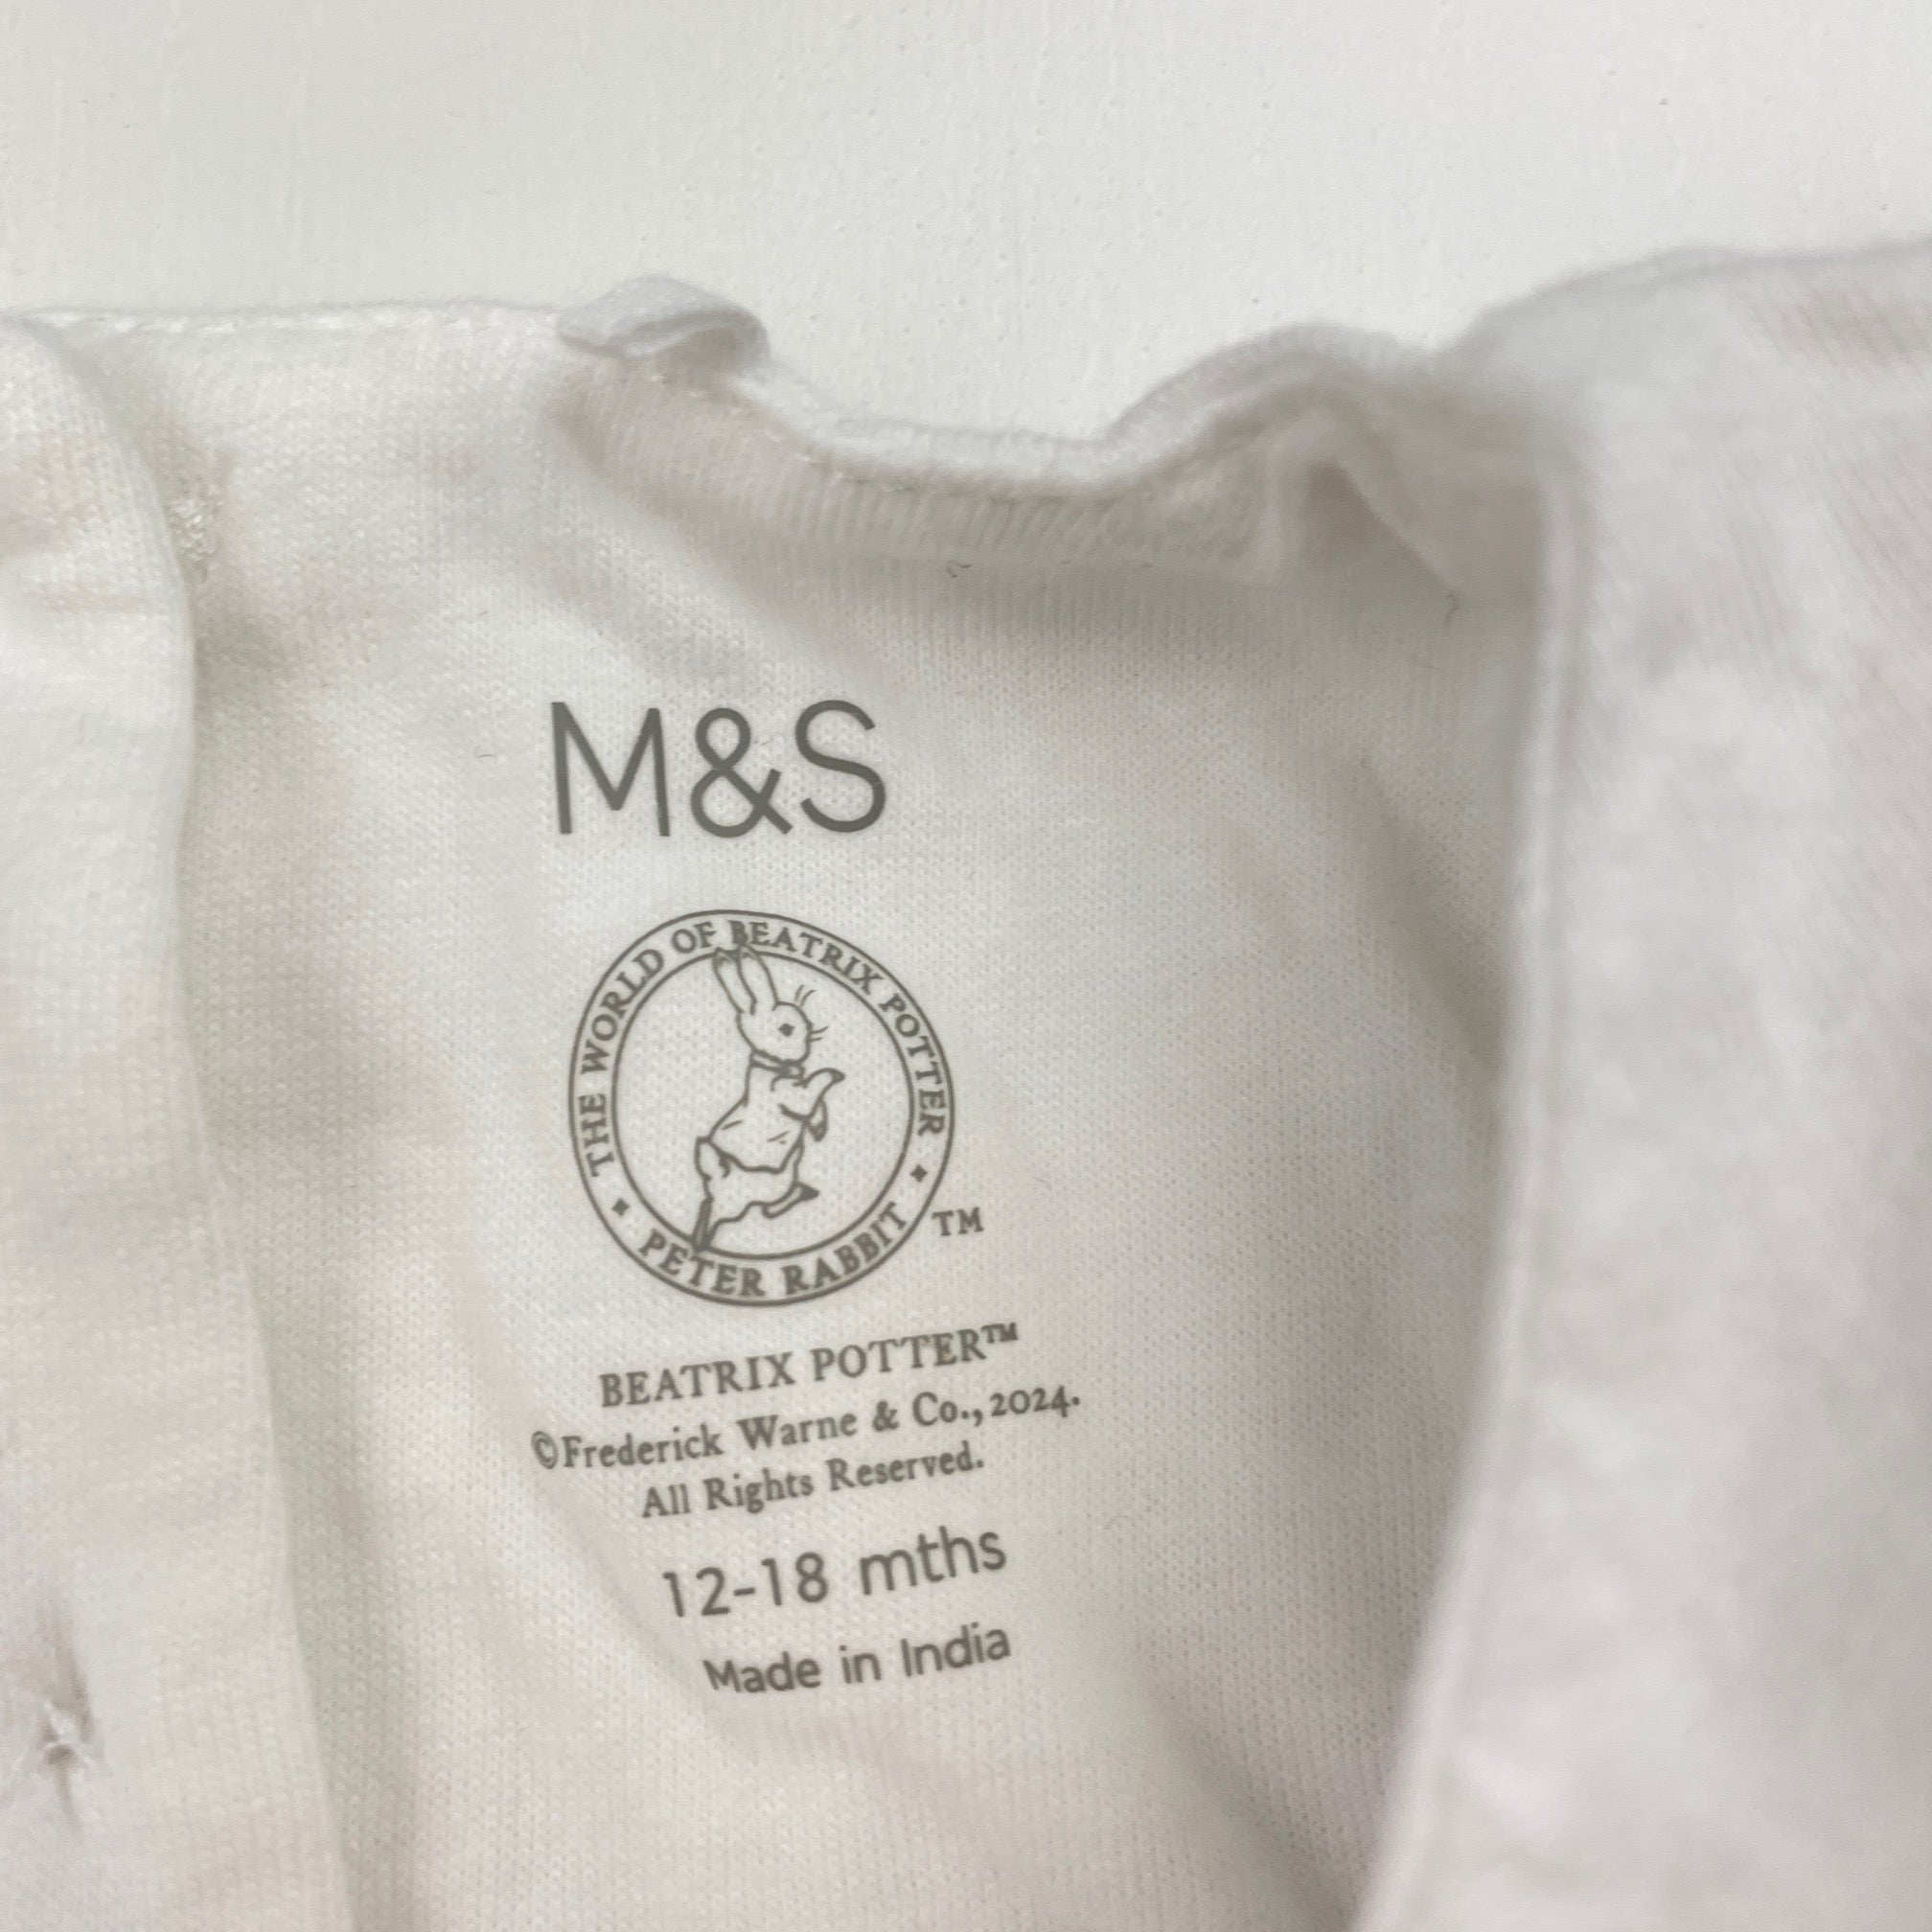 M&S
THE WORLD OF BEATRIX POTTER
PETER RABBIT
TM
BEATRIX POTTER™
©Frederick Warne & Co., 2024.
All Rights Reserved.
12-18 mths
Made in India